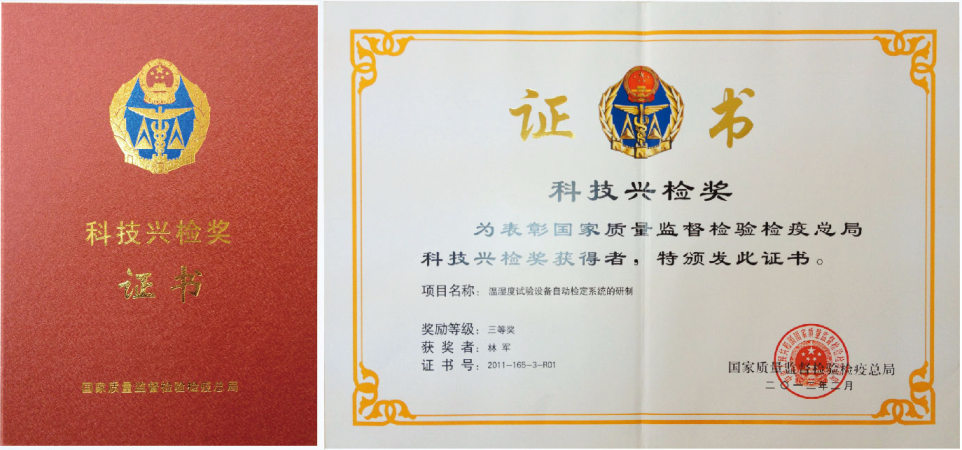 科技兴检奖
证书
国家质量监督检验检疫总局
证 书
科技兴检奖
为表彰国家质量监督检验检疫总局
科技兴检奖获得者，特颁发此证书。
项目名称：温湿度试验设备自动检定系统的研制
奖励等级：三等奖
获 奖 者：林 军
证 书 号：2011-165-3-R01
国家质量监督检验检疫总局